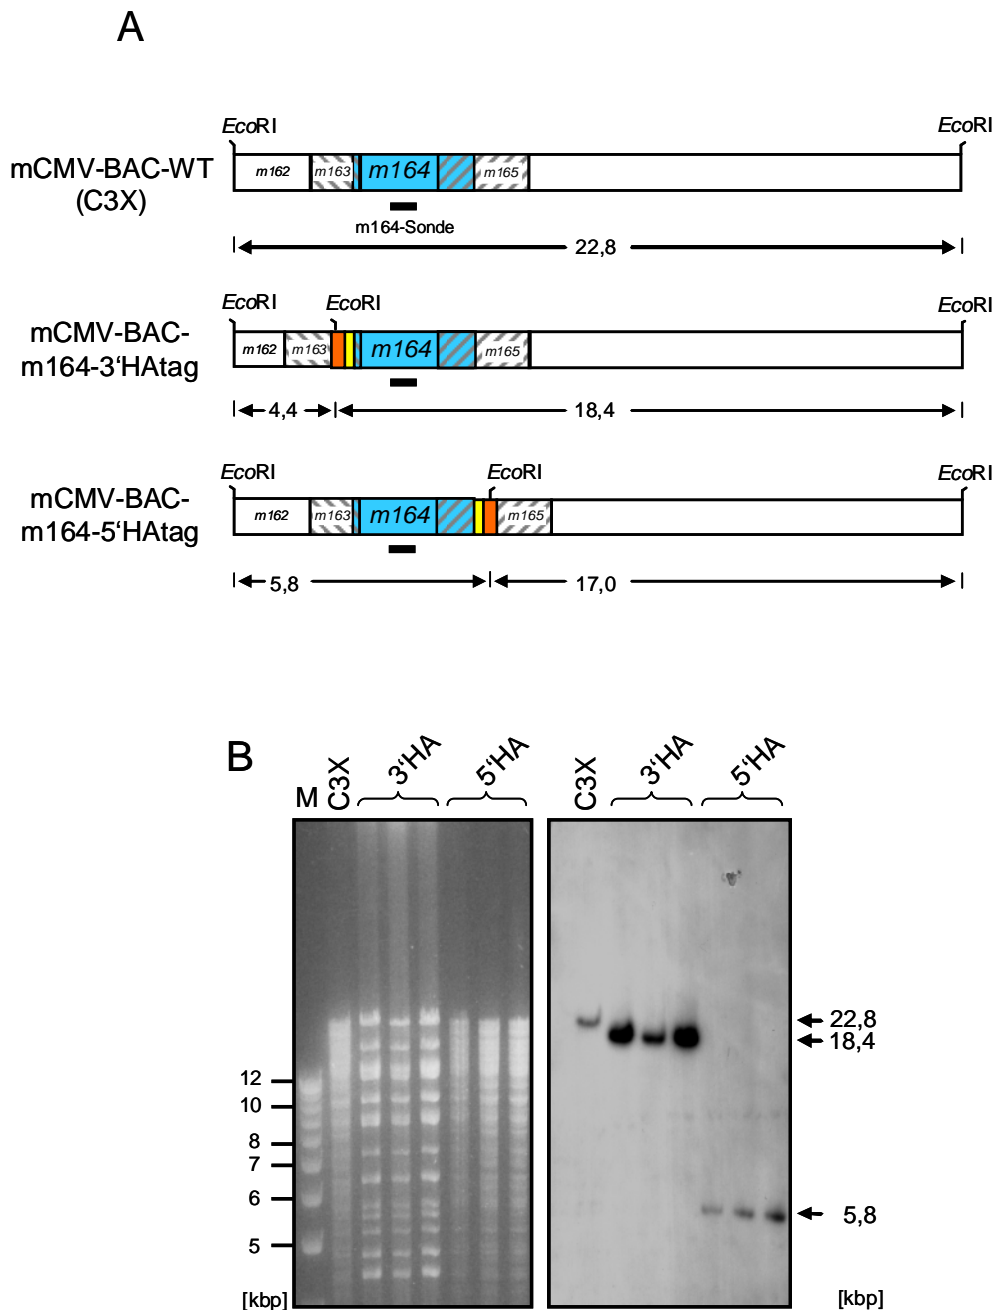 A
EcoRI EcoRI
mCMV-BAC-WT
(C3X)
m162 m163 m164 m165
m164-Sonde
22,8
EcoRI EcoRI EcoRI
mCMV-BAC-
m164-3‘HAtag
m162 m163 m164 m165
4,4 18,4
EcoRI EcoRI EcoRI
mCMV-BAC-
m164-5‘HAtag
m162 m163 m164 m165
5,8 17,0
B
M C3X 3‘HA 5‘HA C3X 3‘HA 5‘HA
22,8
18,4
12
10
8
7
6
5,8
5
[kbp] [kbp]